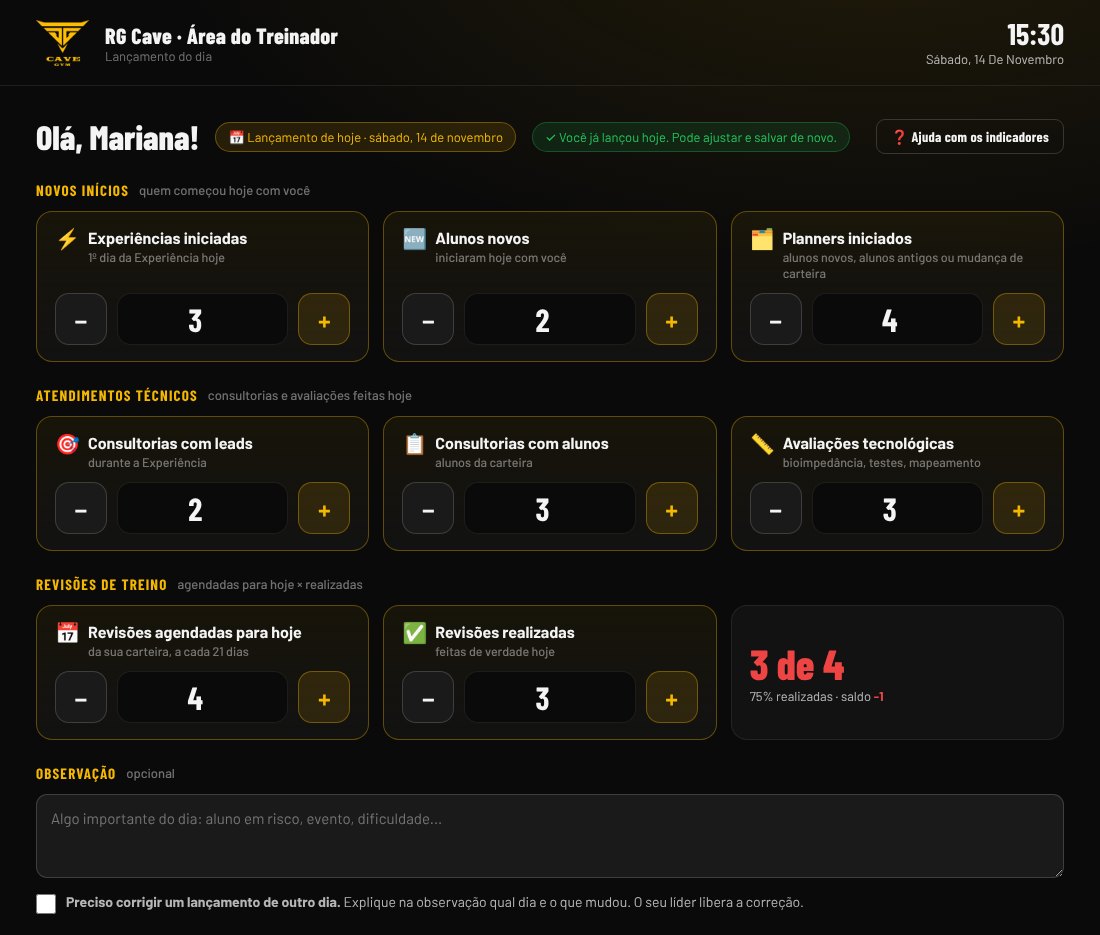 CAVE
GYM
RG Cave · Área do Treinador
Lançamento do dia
15:30
Sábado, 14 De Novembro
Olá, Mariana!
Lançamento de hoje · sábado, 14 de novembro
✓ Você já lançou hoje. Pode ajustar e salvar de novo.
❓ Ajuda com os indicadores
NOVOS INÍCIOS quem começou hoje com você
Experiências iniciadas
1º dia da Experiência hoje
− 3 +
NEW
Alunos novos
iniciaram hoje com você
− 2 +
Planners iniciados
alunos novos, alunos antigos ou mudança de
carteira
− 4 +
ATENDIMENTOS TÉCNICOS consultorias e avaliações feitas hoje
Consultorias com leads
durante a Experiência
− 2 +
Consultorias com alunos
alunos da carteira
− 3 +
Avaliações tecnológicas
bioimpedância, testes, mapeamento
− 3 +
REVISÕES DE TREINO agendadas para hoje × realizadas
Revisões agendadas para hoje
da sua carteira, a cada 21 dias
− 4 +
Revisões realizadas
feitas de verdade hoje
− 3 +
3 de 4
75% realizadas · saldo -1
OBSERVAÇÃO opcional
Algo importante do dia: aluno em risco, evento, dificuldade...
Preciso corrigir um lançamento de outro dia. Explique na observação qual dia e o que mudou. O seu líder libera a correção.